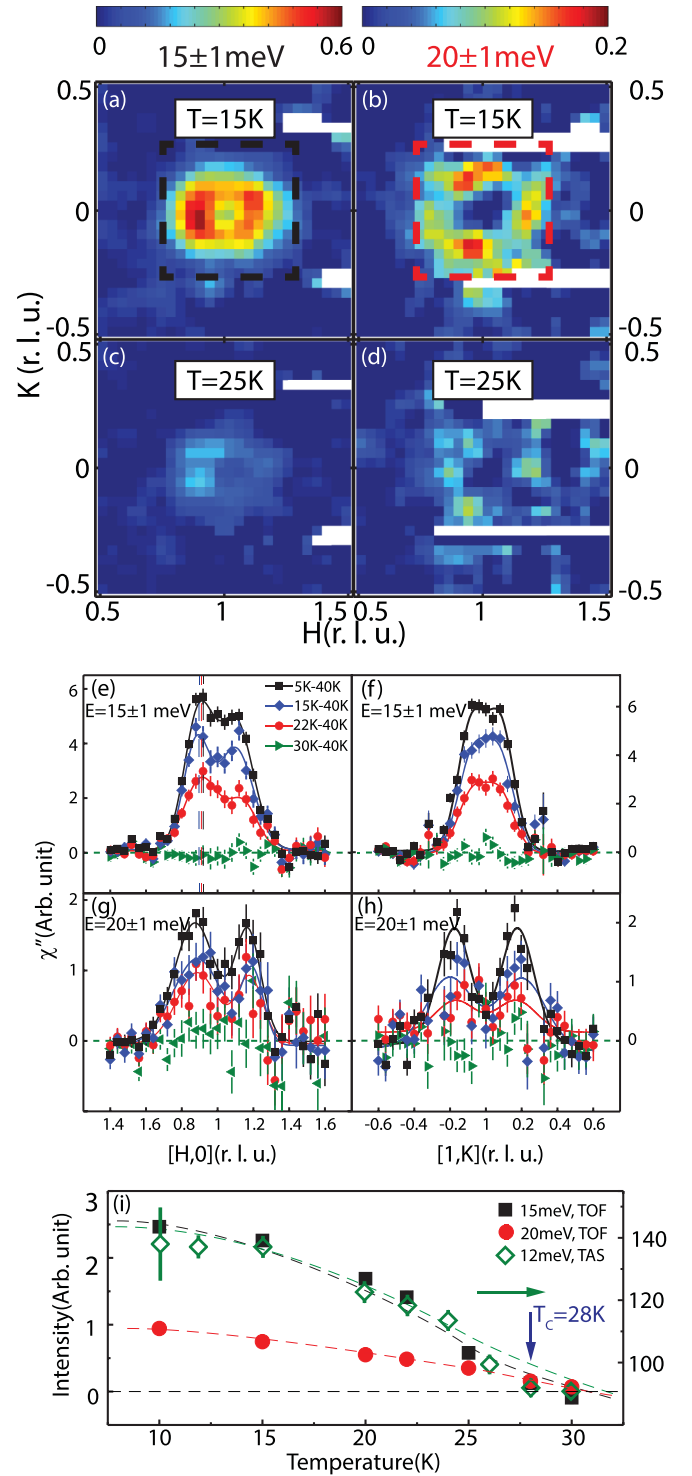 0 0.6 0 0.2
15±1meV 20±1meV
0.5 (a) T=15K (b) T=15K 0.5
0 0
-0.5 -0.5
K (r. l. u.)
0.5 (c) T=25K (d) T=25K 0.5
0 0
-0.5 -0.5
0.5 1 1.5 0.5 1 1.5
H(r. l. u.)
(e) (f)
E=15±1 meV E=15±1 meV
5K-40K
15K-40K
22K-40K
30K-40K
6 6
4 4
2 2
0 0
χ″(Arb. unit)
(g) (h)
E=20±1 meV E=20±1 meV
2 2
1 1
0 0
1.4 0.6 0.8 1.0 1.2 1.4 1.6 -0.6 -0.4 -0.2 1 0.2 0.4 0.6
[H,0](r. l. u.) [1,K](r. l. u.)
(i)
15meV, TOF
20meV, TOF
12meV, TAS
3
2.5
2
1
0
140
120
100
Intensity(Arb. unit)
TC=28K
10 15 20 25 30
Temperature(K)